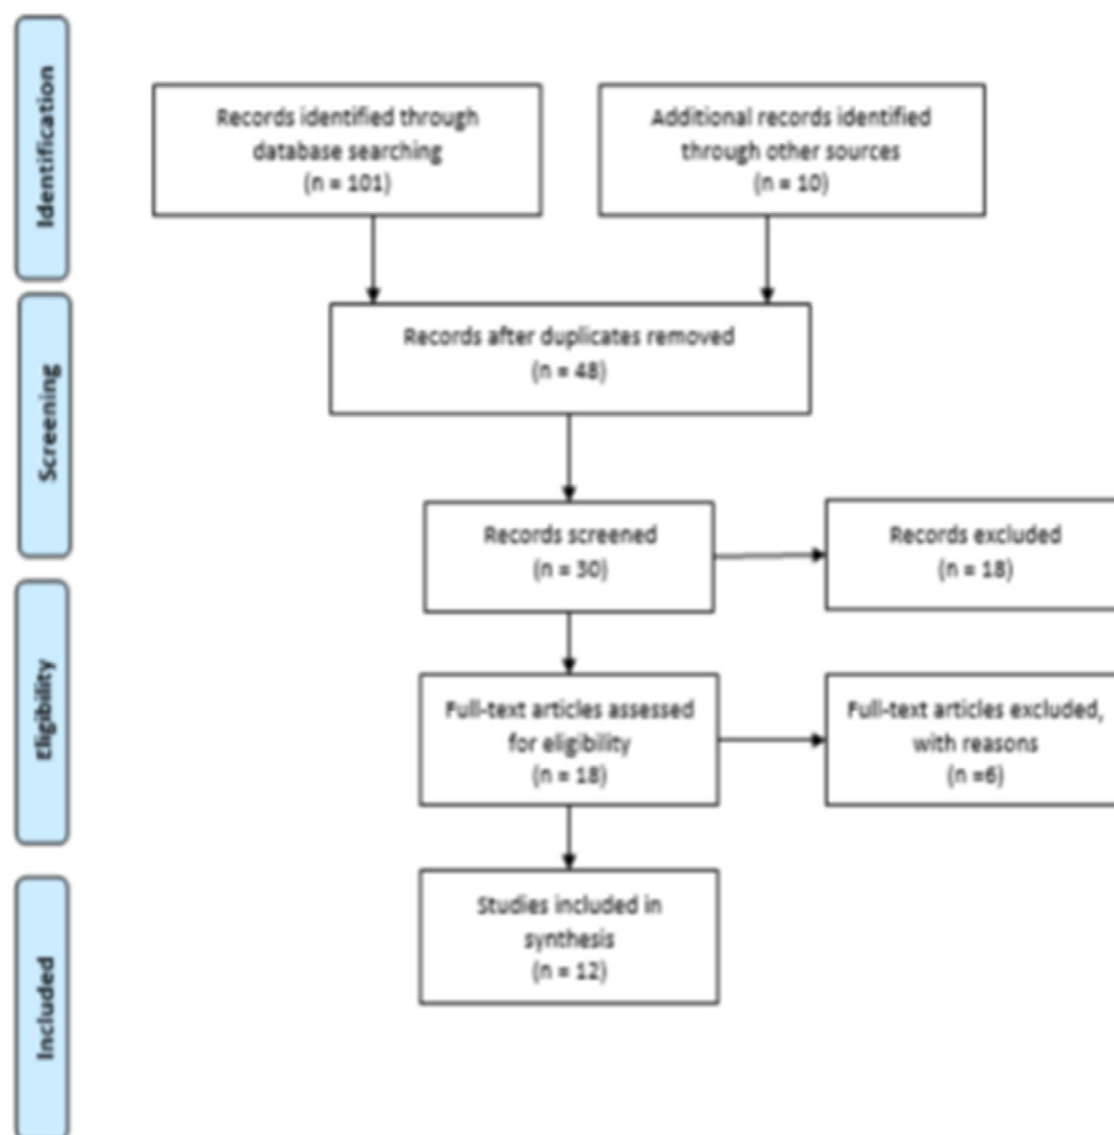 Identification
Records identified through
database searching
(n = 101)
Additional records identified
through other sources
(n = 10)
Screening
Records after duplicates removed
(n = 48)
Records screened
(n = 30)
Records excluded
(n = 18)
Eligibility
Full-text articles assessed
for eligibility
(n = 18)
Full-text articles excluded,
with reasons
(n =6)
Included
Studies included in
synthesis
(n = 12)